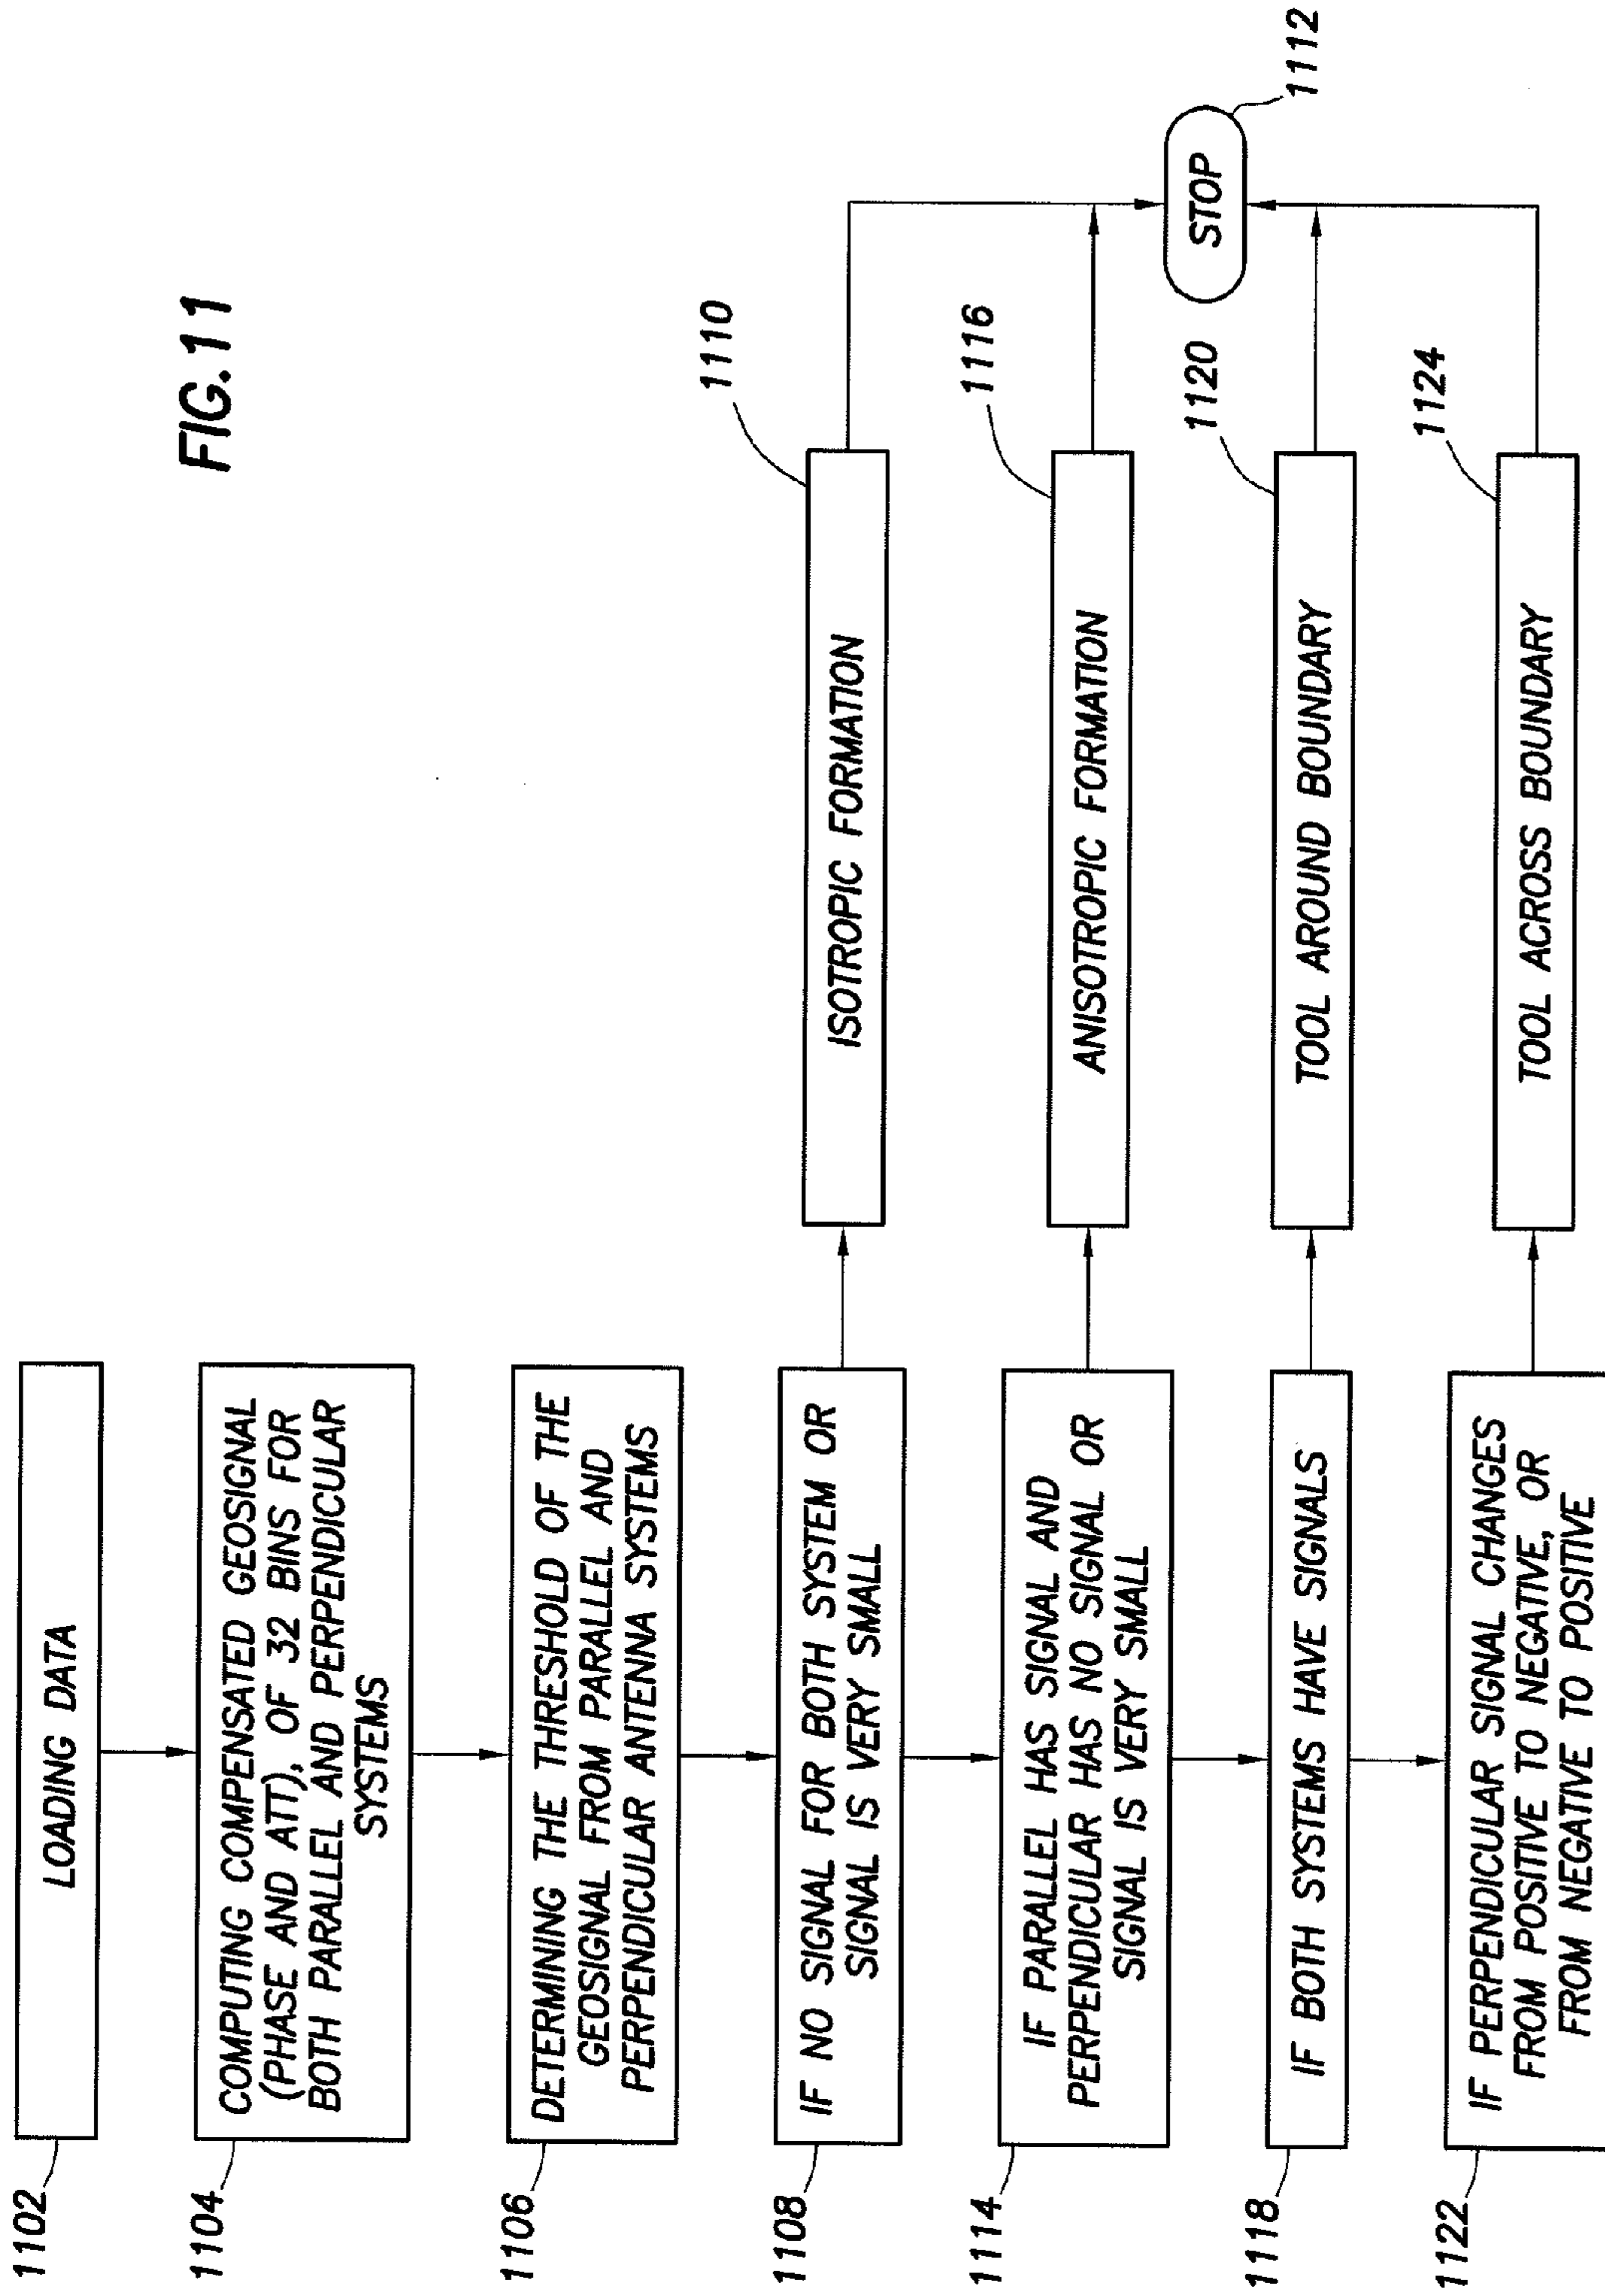 FIG. 11
1102
LOADING DATA
1104
COMPUTING COMPENSATED GEOSIGNAL
(PHASE AND ATT), OF 32 BINS FOR
BOTH PARALLEL AND PERPENDICULAR
SYSTEMS
1106
DETERMINING THE THRESHOLD OF THE
GEOSIGNAL FROM PARALLEL AND
PERPENDICULAR ANTENNA SYSTEMS
1108
IF NO SIGNAL FOR BOTH SYSTEM OR
SIGNAL IS VERY SMALL
1110
ISOTROPIC FORMATION
1114
IF PARALLEL HAS SIGNAL AND
PERPENDICULAR HAS NO SIGNAL OR
SIGNAL IS VERY SMALL
1116
ANISOTROPIC FORMATION
1118
IF BOTH SYSTEMS HAVE SIGNALS
1120
TOOL AROUND BOUNDARY
1122
IF PERPENDICULAR SIGNAL CHANGES
FROM POSITIVE TO NEGATIVE, OR
FROM NEGATIVE TO POSITIVE
1124
TOOL ACROSS BOUNDARY
STOP
1112